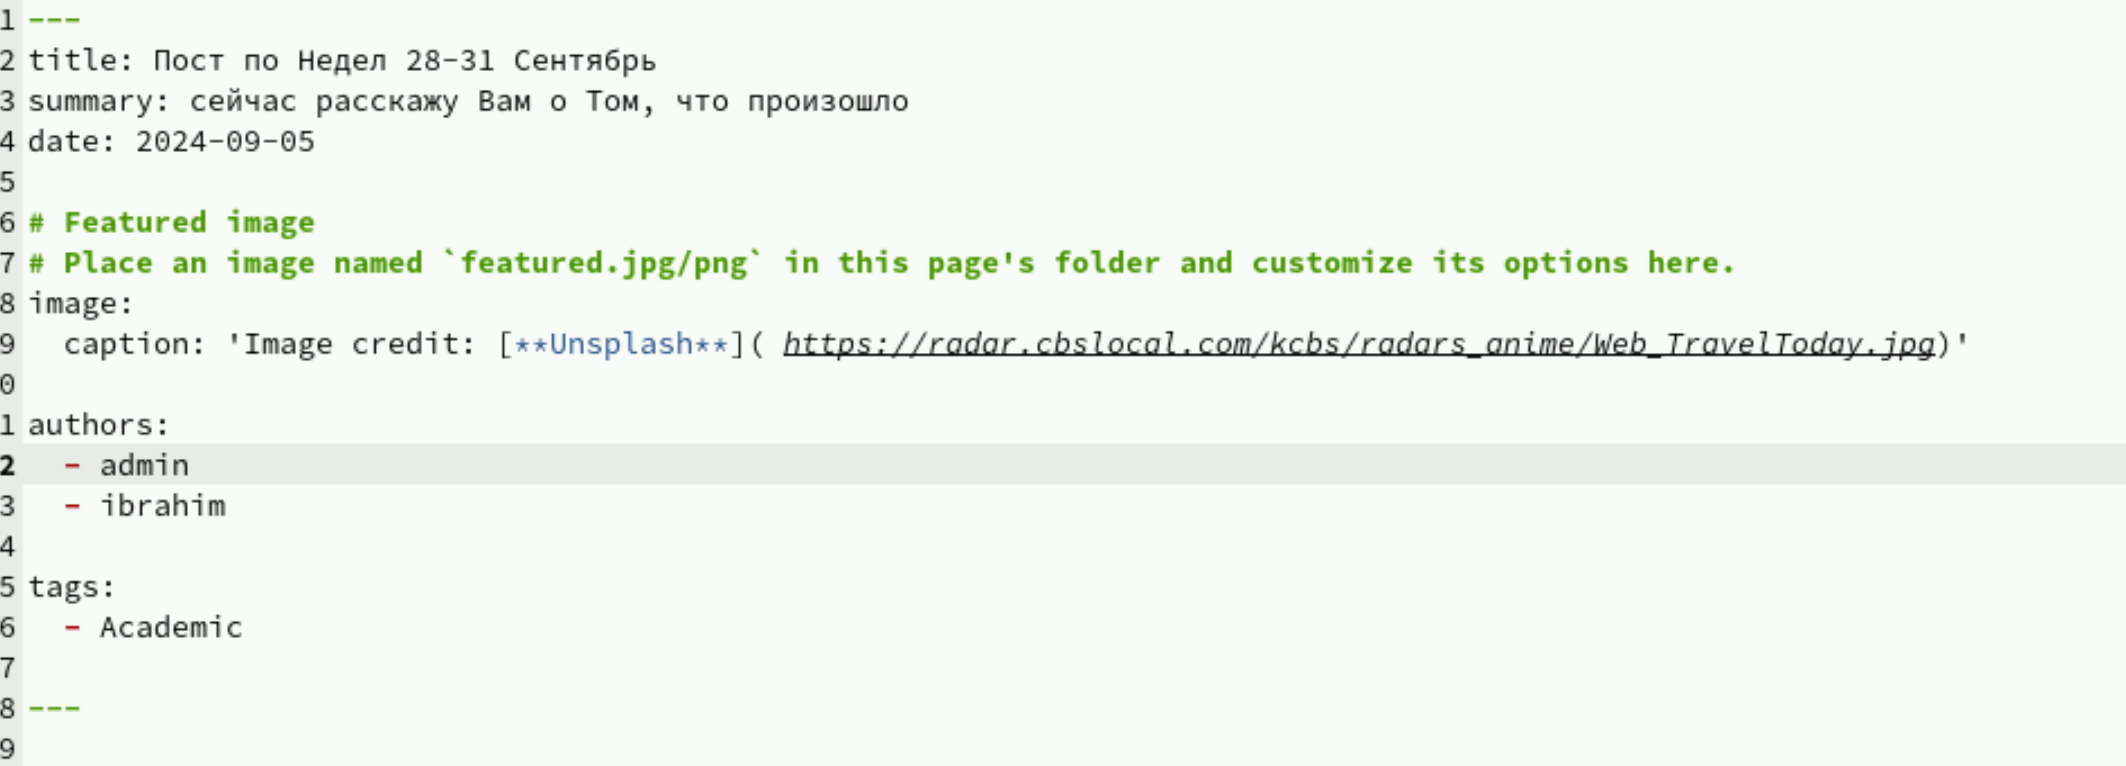 1 ---
2 title: Пост по Недел 28-31 Сентябрь
3 summary: сейчас расскажу Вам о Том, что произошло
4 date: 2024-09-05
5
6 # Featured image
7 # Place an image named `featured.jpg/png` in this page's folder and customize its options here.
8 image:
9   caption: 'Image credit: [**Unsplash**]( https://radar.cbslocal.com/kcbs/radars_anime/Web_TravelToday.jpg)'
0
1 authors:
2   - admin
3   - ibrahim
4
5 tags:
6   - Academic
7
8 ---
9